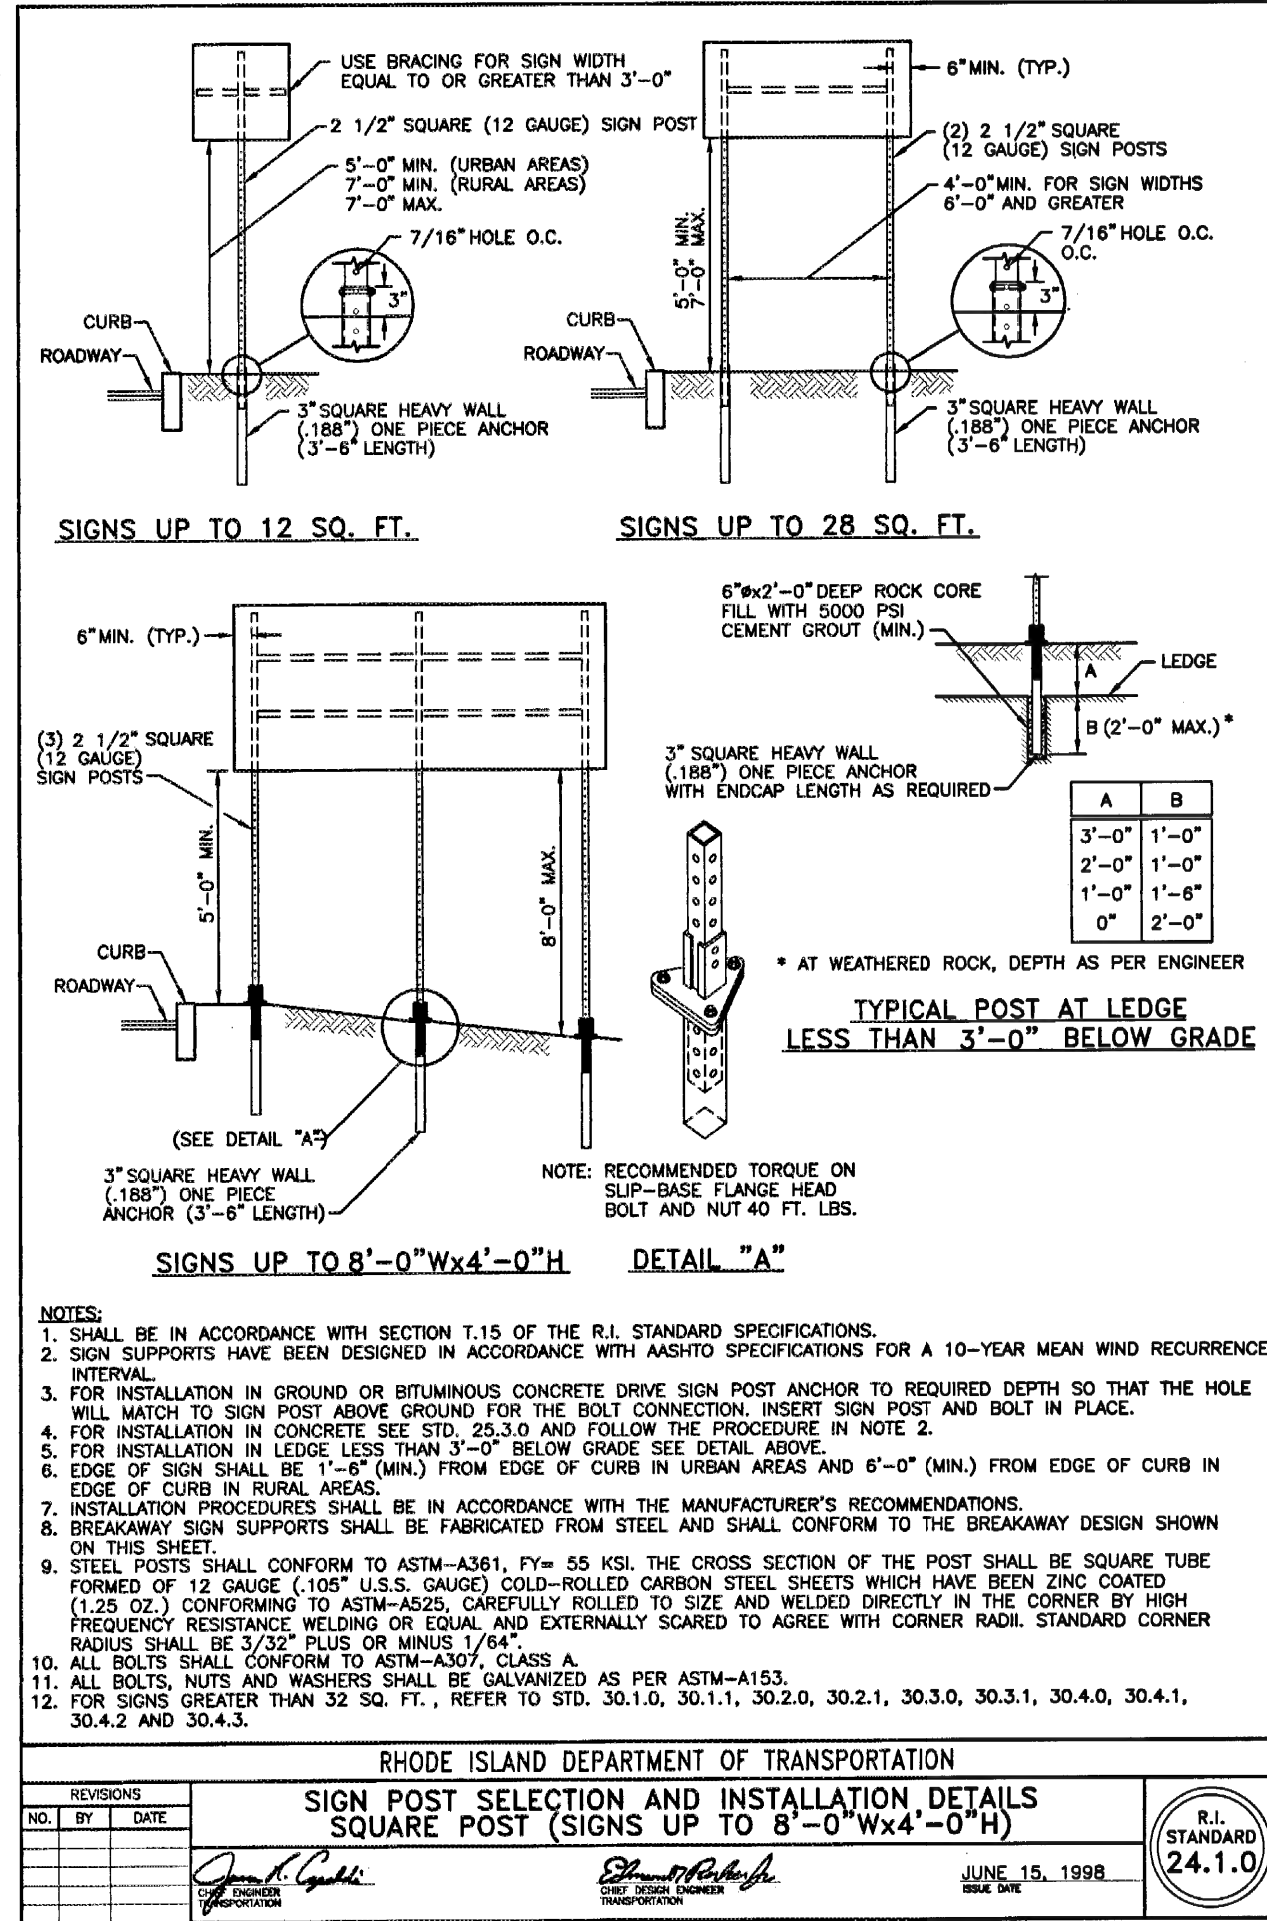 USE BRACING FOR SIGN WIDTH
EQUAL TO OR GREATER THAN 3'-0"
2 1/2" SQUARE (12 GAUGE) SIGN POST
5'-0" MIN. (URBAN AREAS)
7'-0" MIN. (RURAL AREAS)
7'-0" MAX.
7/16" HOLE O.C.
3"
CURB
ROADWAY
3" SQUARE HEAVY WALL
(.188") ONE PIECE ANCHOR
(3'-6" LENGTH)
SIGNS UP TO 12 SQ. FT.
6" MIN. (TYP.)
(2) 2 1/2" SQUARE
(12 GAUGE) SIGN POSTS
4'-0" MIN. FOR SIGN WIDTHS
6'-0" AND GREATER
5'-0" MIN.
7'-0" MAX.
7/16" HOLE O.C.
O.C.
3"
CURB
ROADWAY
3" SQUARE HEAVY WALL
(.188") ONE PIECE ANCHOR
(3'-6" LENGTH)
SIGNS UP TO 28 SQ. FT.
6" MIN. (TYP.)
(3) 2 1/2" SQUARE
(12 GAUGE)
SIGN POSTS
5'-0" MIN.
8'-0" MAX.
CURB
ROADWAY
(SEE DETAIL "A")
3" SQUARE HEAVY WALL
(.188") ONE PIECE
ANCHOR (3'-6" LENGTH)
SIGNS UP TO 8'-0"Wx4'-0"H
6"øx2'-0" DEEP ROCK CORE
FILL WITH 5000 PSI
CEMENT GROUT (MIN.)
LEDGE
A
B (2'-0" MAX.) *
3" SQUARE HEAVY WALL
(.188") ONE PIECE ANCHOR
WITH ENDCAP LENGTH AS REQUIRED
A B
3'-0" 1'-0"
2'-0" 1'-0"
1'-0" 1'-6"
0" 2'-0"
* AT WEATHERED ROCK, DEPTH AS PER ENGINEER
TYPICAL POST AT LEDGE
LESS THAN 3'-0" BELOW GRADE
NOTE: RECOMMENDED TORQUE ON
SLIP-BASE FLANGE HEAD
BOLT AND NUT 40 FT. LBS.
DETAIL "A"
NOTES:
1. SHALL BE IN ACCORDANCE WITH SECTION T.15 OF THE R.I. STANDARD SPECIFICATIONS.
2. SIGN SUPPORTS HAVE BEEN DESIGNED IN ACCORDANCE WITH AASHTO SPECIFICATIONS FOR A 10-YEAR MEAN WIND RECURRENCE
INTERVAL.
3. FOR INSTALLATION IN GROUND OR BITUMINOUS CONCRETE DRIVE SIGN POST ANCHOR TO REQUIRED DEPTH SO THAT THE HOLE
WILL MATCH TO SIGN POST ABOVE GROUND FOR THE BOLT CONNECTION. INSERT SIGN POST AND BOLT IN PLACE.
4. FOR INSTALLATION IN CONCRETE SEE STD. 25.3.0 AND FOLLOW THE PROCEDURE IN NOTE 2.
5. FOR INSTALLATION IN LEDGE LESS THAN 3'-0" BELOW GRADE SEE DETAIL ABOVE.
6. EDGE OF SIGN SHALL BE 1'-6" (MIN.) FROM EDGE OF CURB IN URBAN AREAS AND 6'-0" (MIN.) FROM EDGE OF CURB IN
EDGE OF CURB IN RURAL AREAS.
7. INSTALLATION PROCEDURES SHALL BE IN ACCORDANCE WITH THE MANUFACTURER'S RECOMMENDATIONS.
8. BREAKAWAY SIGN SUPPORTS SHALL BE FABRICATED FROM STEEL AND SHALL CONFORM TO THE BREAKAWAY DESIGN SHOWN
ON THIS SHEET.
9. STEEL POSTS SHALL CONFORM TO ASTM-A361, FY= 55 KSI. THE CROSS SECTION OF THE POST SHALL BE SQUARE TUBE
FORMED OF 12 GAUGE (.105" U.S.S. GAUGE) COLD-ROLLED CARBON STEEL SHEETS WHICH HAVE BEEN ZINC COATED
(1.25 OZ.) CONFORMING TO ASTM-A525, CAREFULLY ROLLED TO SIZE AND WELDED DIRECTLY IN THE CORNER BY HIGH
FREQUENCY RESISTANCE WELDING OR EQUAL AND EXTERNALLY SCARED TO AGREE WITH CORNER RADII. STANDARD CORNER
RADIUS SHALL BE 3/32" PLUS OR MINUS 1/64".
10. ALL BOLTS SHALL CONFORM TO ASTM-A307, CLASS A.
11. ALL BOLTS, NUTS AND WASHERS SHALL BE GALVANIZED AS PER ASTM-A153.
12. FOR SIGNS GREATER THAN 32 SQ. FT. , REFER TO STD. 30.1.0, 30.1.1, 30.2.0, 30.2.1, 30.3.0, 30.3.1, 30.4.0, 30.4.1,
30.4.2 AND 30.4.3.
RHODE ISLAND DEPARTMENT OF TRANSPORTATION
REVISIONS
NO. BY DATE
SIGN POST SELECTION AND INSTALLATION DETAILS
SQUARE POST (SIGNS UP TO 8'-0"Wx4'-0"H)
CHIEF ENGINEER
TRANSPORTATION
CHIEF DESIGN ENGINEER
TRANSPORTATION
JUNE 15, 1998
ISSUE DATE
R.I.
STANDARD
24.1.0